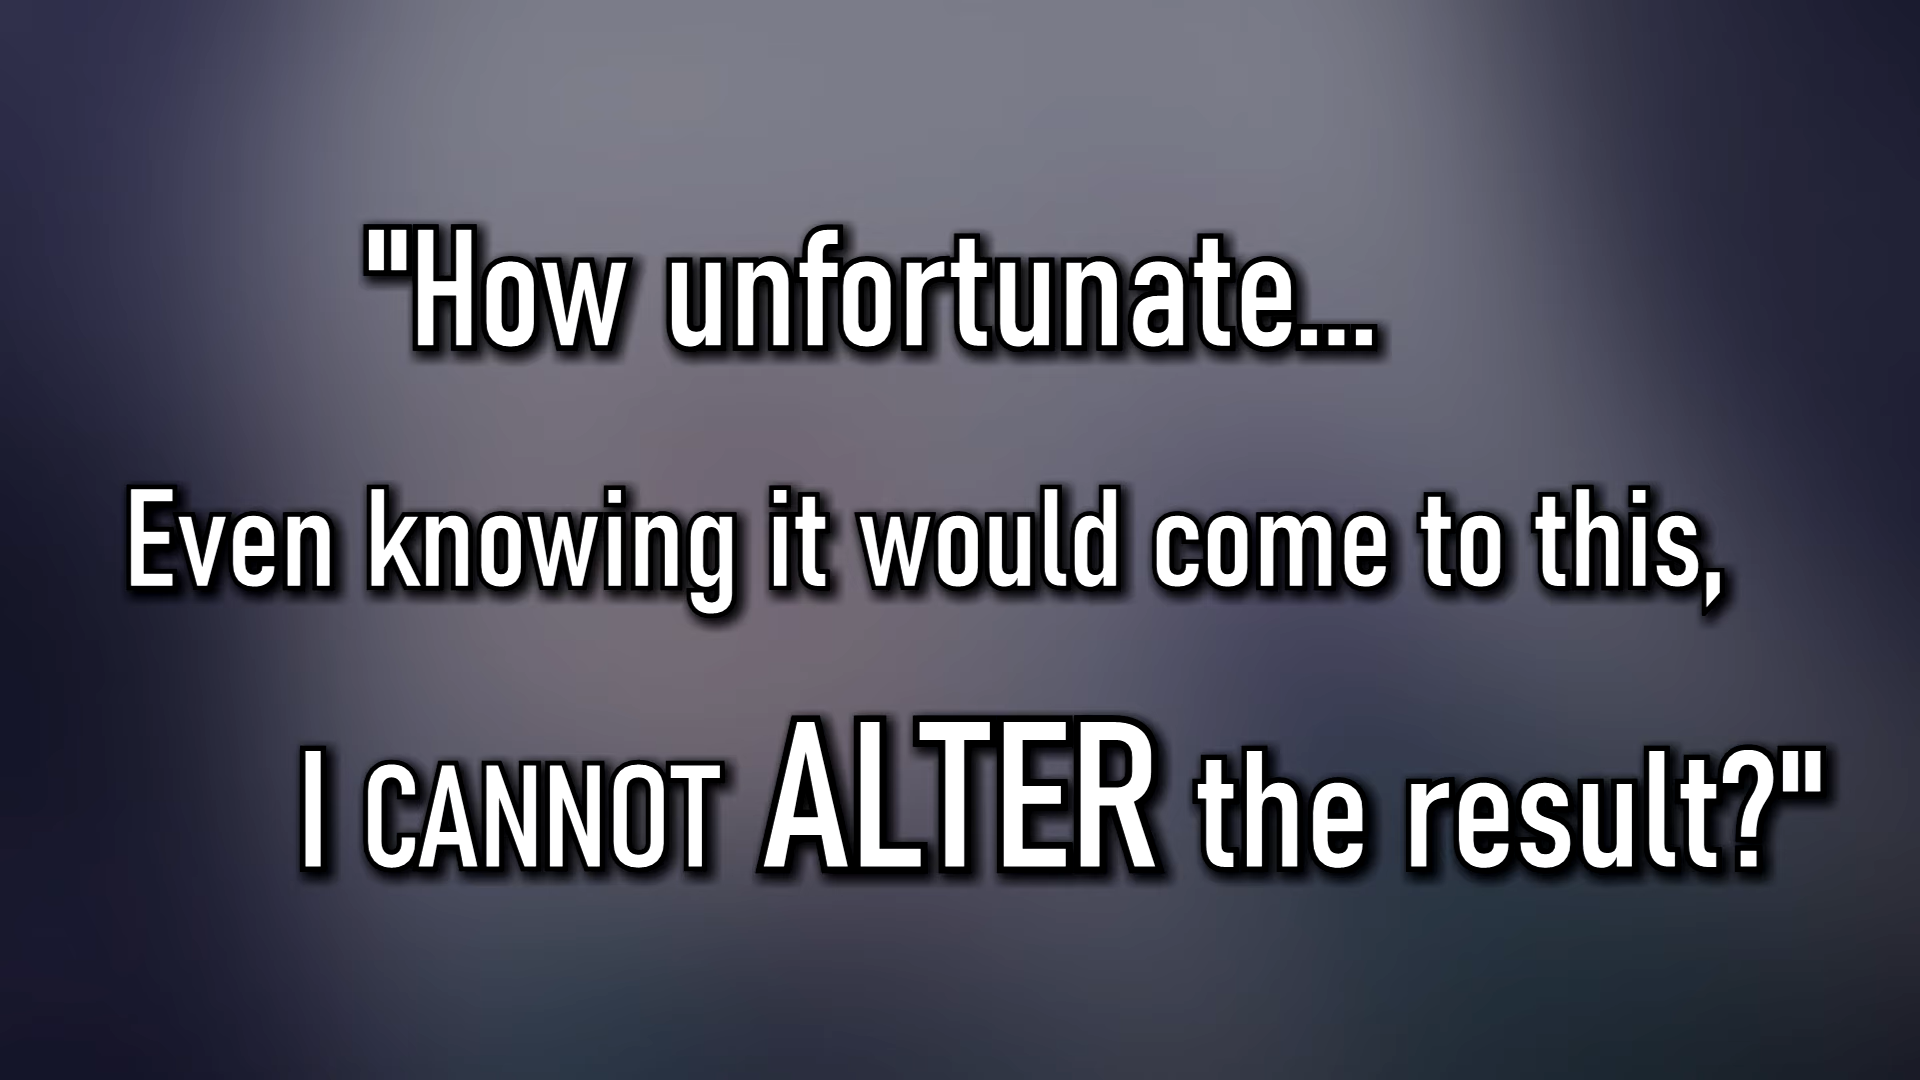 "How unfortunate...
Even knowing it would come to this,
I CANNOT ALTER the result?"